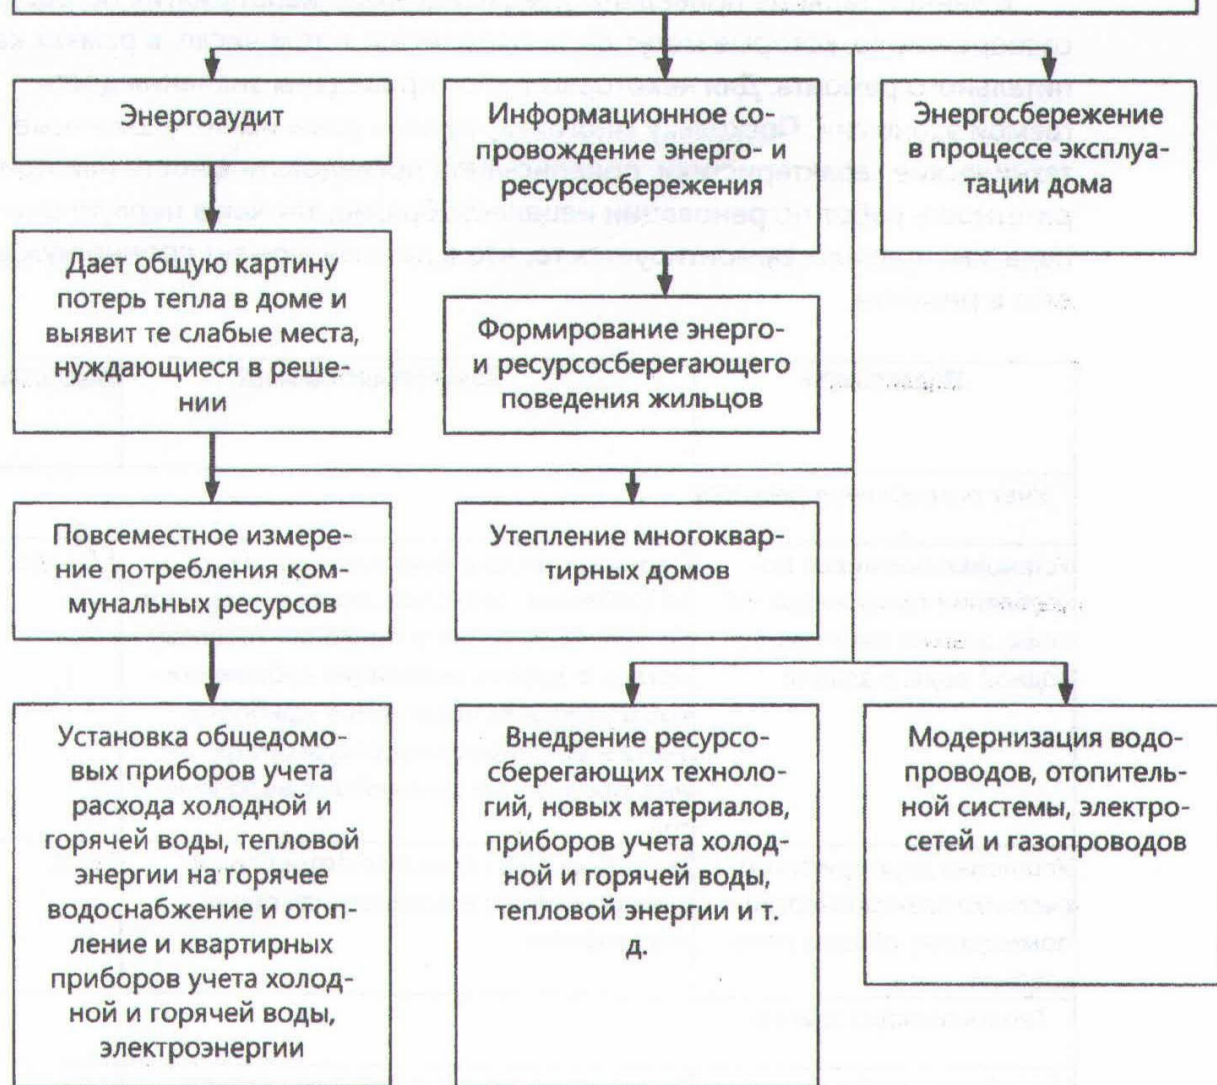 Энергоаудит
Информационное со-
провождение энерго- и
ресурсосбережения
Энергосбережение
в процессе эксплуа-
тации дома
Дает общую картину
потерь тепла в доме и
выявит те слабые места,
нуждающиеся в реше-
нии
Формирование энерго-
и ресурсосберегающего
поведения жильцов
Повсеместное измере-
ние потребления ком-
мунальных ресурсов
Утепление многоквар-
тирных домов
Установка общедомо-
вых приборов учета
расхода холодной и
горячей воды, тепловой
энергии на горячее
водоснабжение и отоп-
ление и квартирных
приборов учета холод-
ной и горячей воды,
электроэнергии
Внедрение ресурсо-
сберегающих техноло-
гий, новых материалов,
приборов учета холод-
ной и горячей воды,
тепловой энергии и т.
д.
Модернизация водо-
проводов, отопитель-
ной системы, электро-
сетей и газопроводов